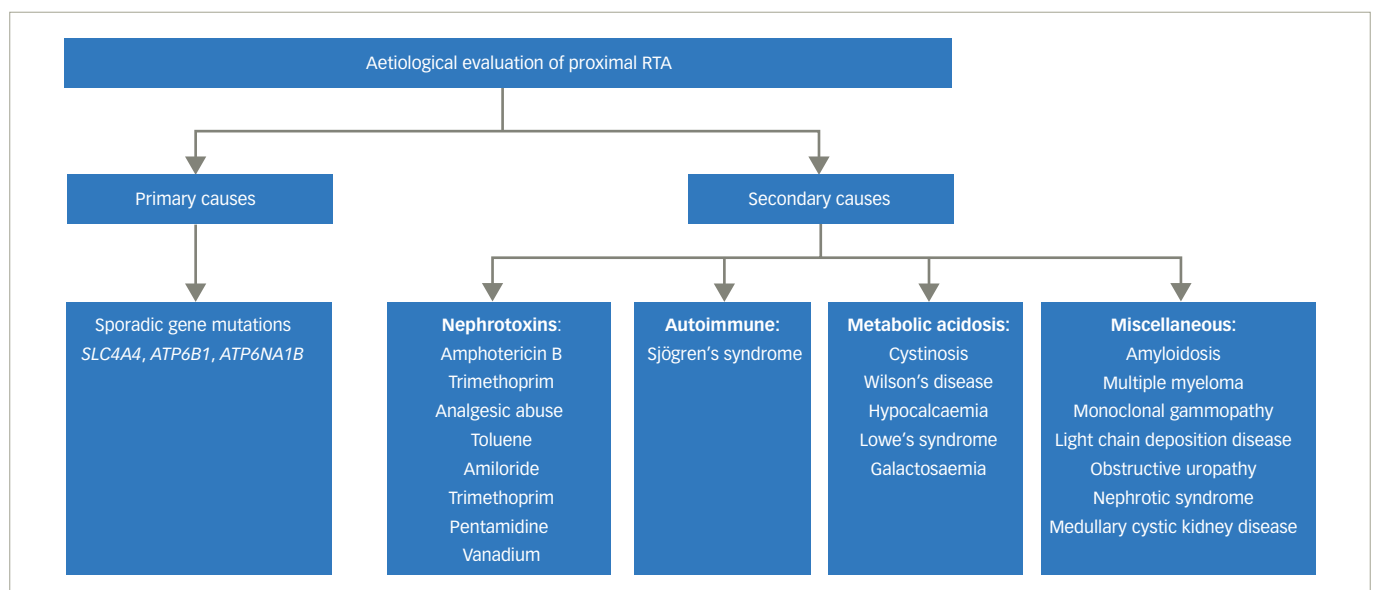 Aetiological evaluation of proximal RTA
Primary causes
Secondary causes
Sporadic gene mutations
SLC4A4, ATP6B1, ATP6NA1B
Nephrotoxins:
Amphotericin B
Trimethoprim
Analgesic abuse
Toluene
Amiloride
Trimethoprim
Pentamidine
Vanadium
Autoimmune:
Sjögren's syndrome
Metabolic acidosis:
Cystinosis
Wilson's disease
Hypocalcaemia
Lowe's syndrome
Galactosaemia
Miscellaneous:
Amyloidosis
Multiple myeloma
Monoclonal gammopathy
Light chain deposition disease
Obstructive uropathy
Nephrotic syndrome
Medullary cystic kidney disease